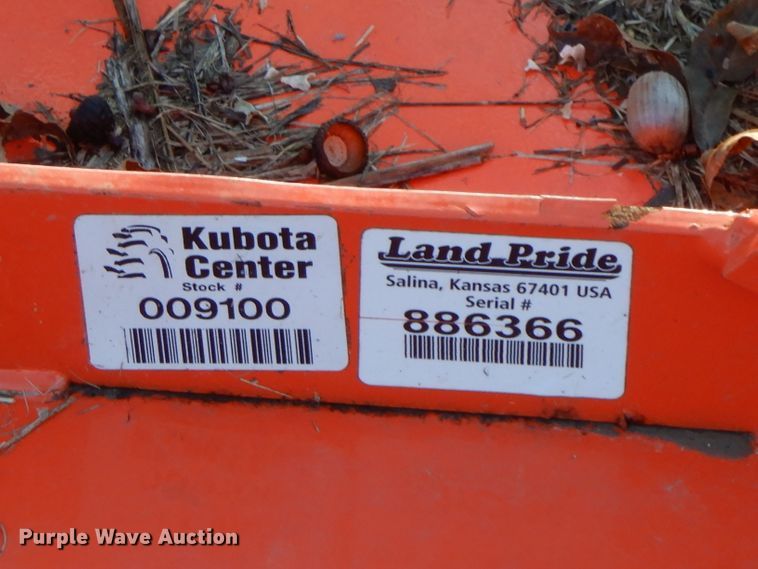 Kubota
Center
Stock #
009100
Land Pride
Salina, Kansas 67401 USA
Serial #
886366
Purple Wave Auction